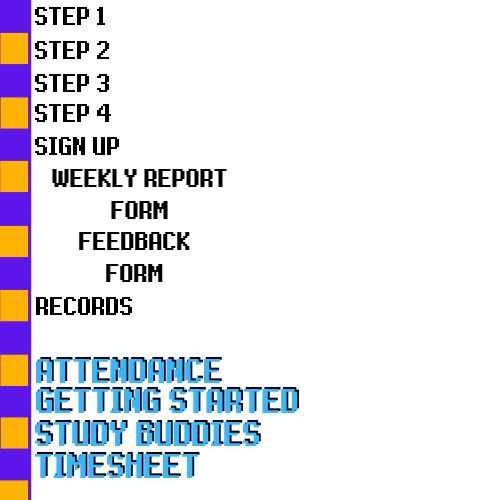 STEP 1
STEP 2
STEP 3
STEP 4
SIGN UP
WEEKLY REPORT
FORM
FEEDBACK
FORM
RECORDS
ATTENDANCE
GETTING STARTED
STUDY BUDDIES
TIMESHEET